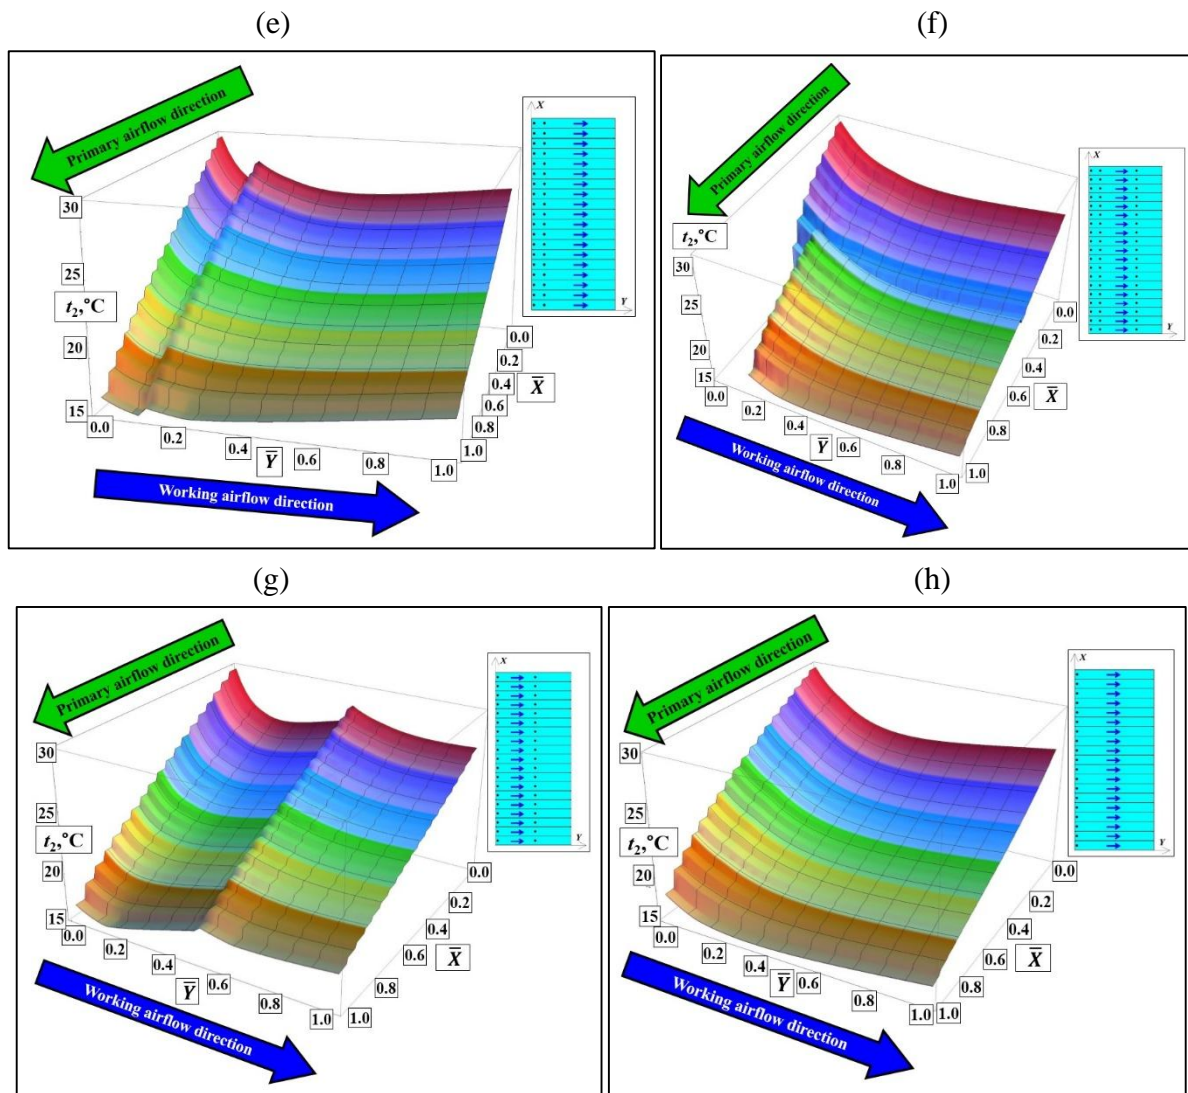 (e)
Primary airflow direction
X
Y
30
25
t₂,°C
20
15
0.0
0.2
0.4
Y̅
0.6
0.8
1.0
0.0
0.2
0.4
X̅
0.6
0.8
1.0
Working airflow direction
(f)
Primary airflow direction
X
Y
t₂,°C
30
25
20
15
0.0
0.2
0.4
Y̅
0.6
0.8
1.0
0.0
0.2
0.4
0.6
X̅
0.8
1.0
Working airflow direction
(g)
Primary airflow direction
X
Y
30
25
t₂,°C
20
15
0.0
0.2
0.4
Y̅
0.6
0.8
1.0
0.0
0.2
0.4
0.6
X̅
0.8
1.0
Working airflow direction
(h)
Primary airflow direction
X
Y
30
25
t₂,°C
20
15
0.0
0.2
0.4
Y̅
0.6
0.8
1.0
0.0
0.2
0.4
0.6
X̅
0.8
1.0
Working airflow direction